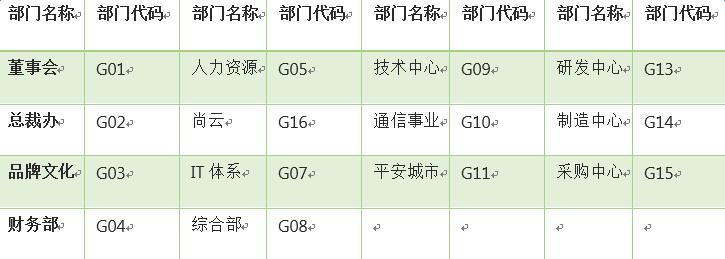 部门名称 部门代码 部门名称 部门代码 部门名称 部门代码 部门名称 部门代码
董事会 G01 人力资源 G05 技术中心 G09 研发中心 G13
总裁办 G02 尚云 G16 通信事业 G10 制造中心 G14
品牌文化 G03 IT 体系 G07 平安城市 G11 采购中心 G15
财务部 G04 综合部 G08